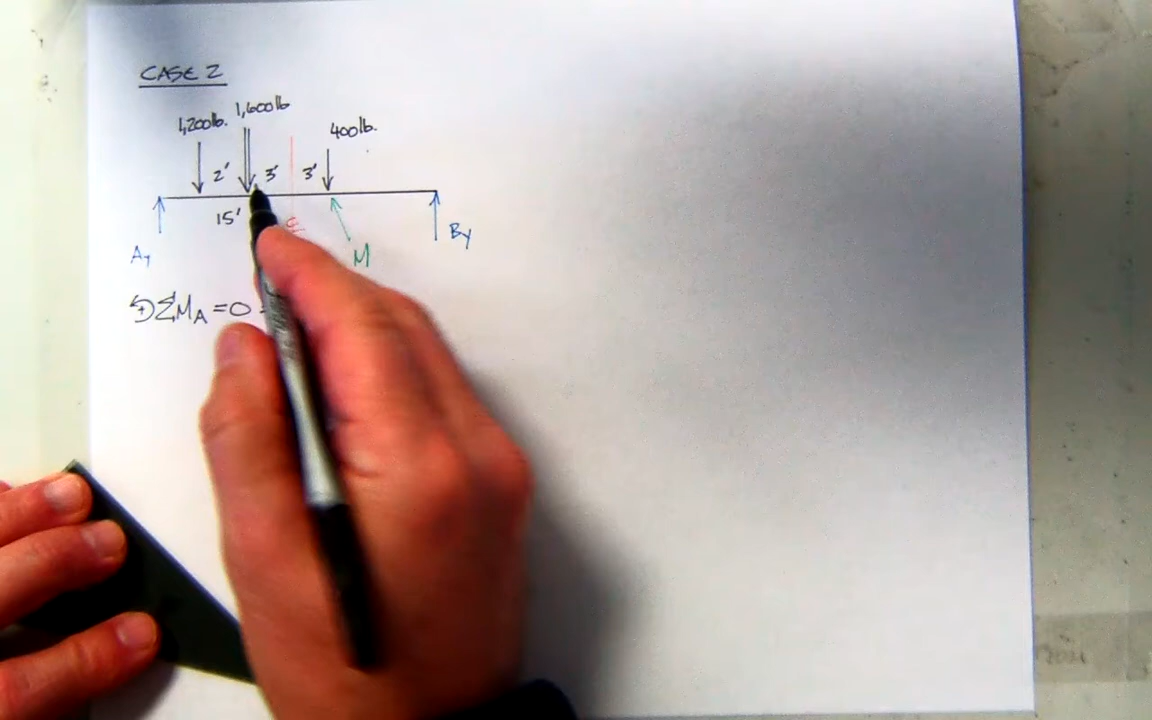 CASE 2
1,600lb
1,200lb. 400lb.
2' 3' 3'
15' ℄
Ay M By
ΣMA = 0